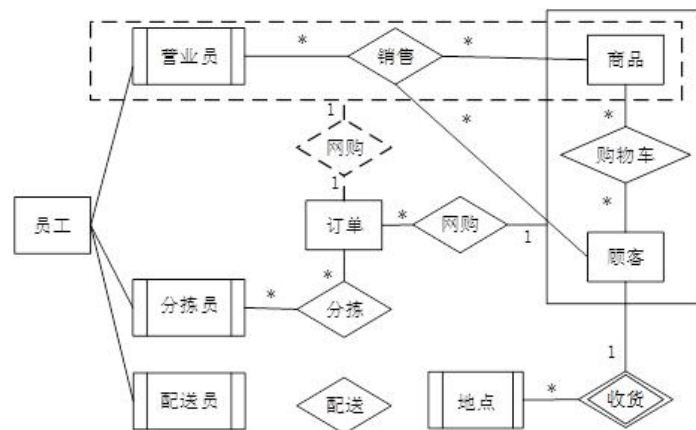 营业员 * 销售 * 商品
1 * *
网购 购物车
1 *
员工 订单 * 网购 1 顾客
*
分拣员 * 分拣
1
配送员 配送 地点 * 收货